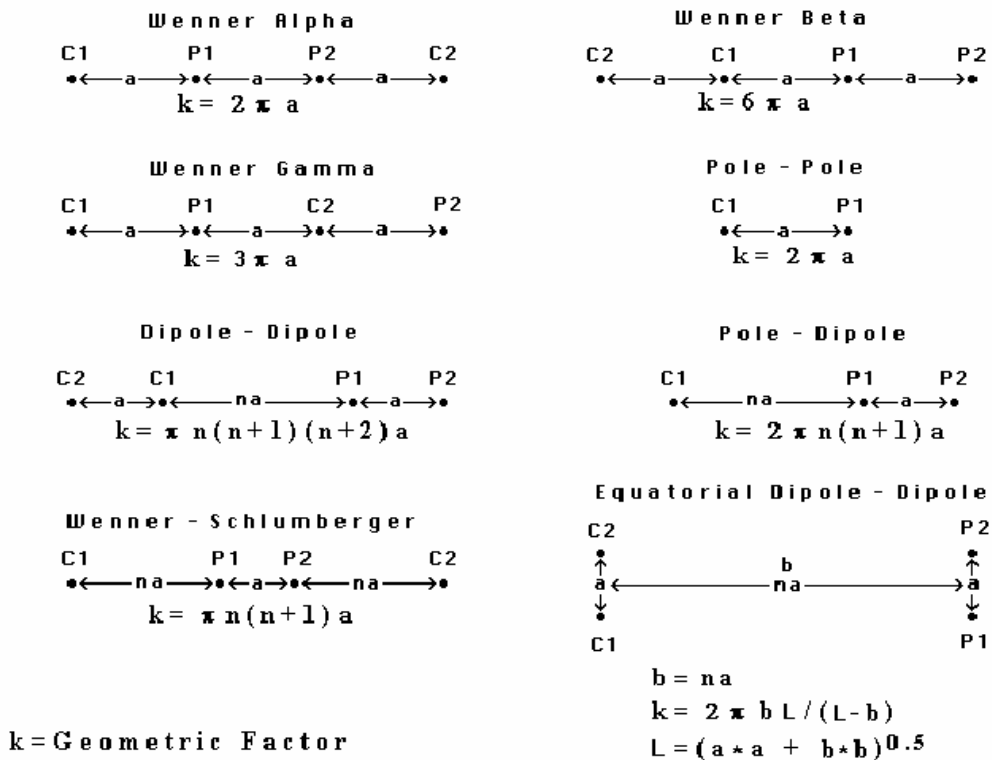 Wenner Alpha
C1 P1 P2 C2
a a a
k = 2 π a
Wenner Beta
C2 C1 P1 P2
a a a
k = 6 π a
Wenner Gamma
C1 P1 C2 P2
a a a
k = 3 π a
Pole - Pole
C1 P1
a
k = 2 π a
Dipole - Dipole
C2 C1 P1 P2
a na a
k = π n(n+1)(n+2)a
Pole - Dipole
C1 P1 P2
na a
k = 2 π n(n+1)a
Wenner - Schlumberger
C1 P1 P2 C2
na a na
k = π n(n+1)a
Equatorial Dipole - Dipole
C2 P2
b
a na a
C1 P1
b = na
k = 2 π b L / (L-b)
L = (a*a + b*b)0.5
k = Geometric Factor